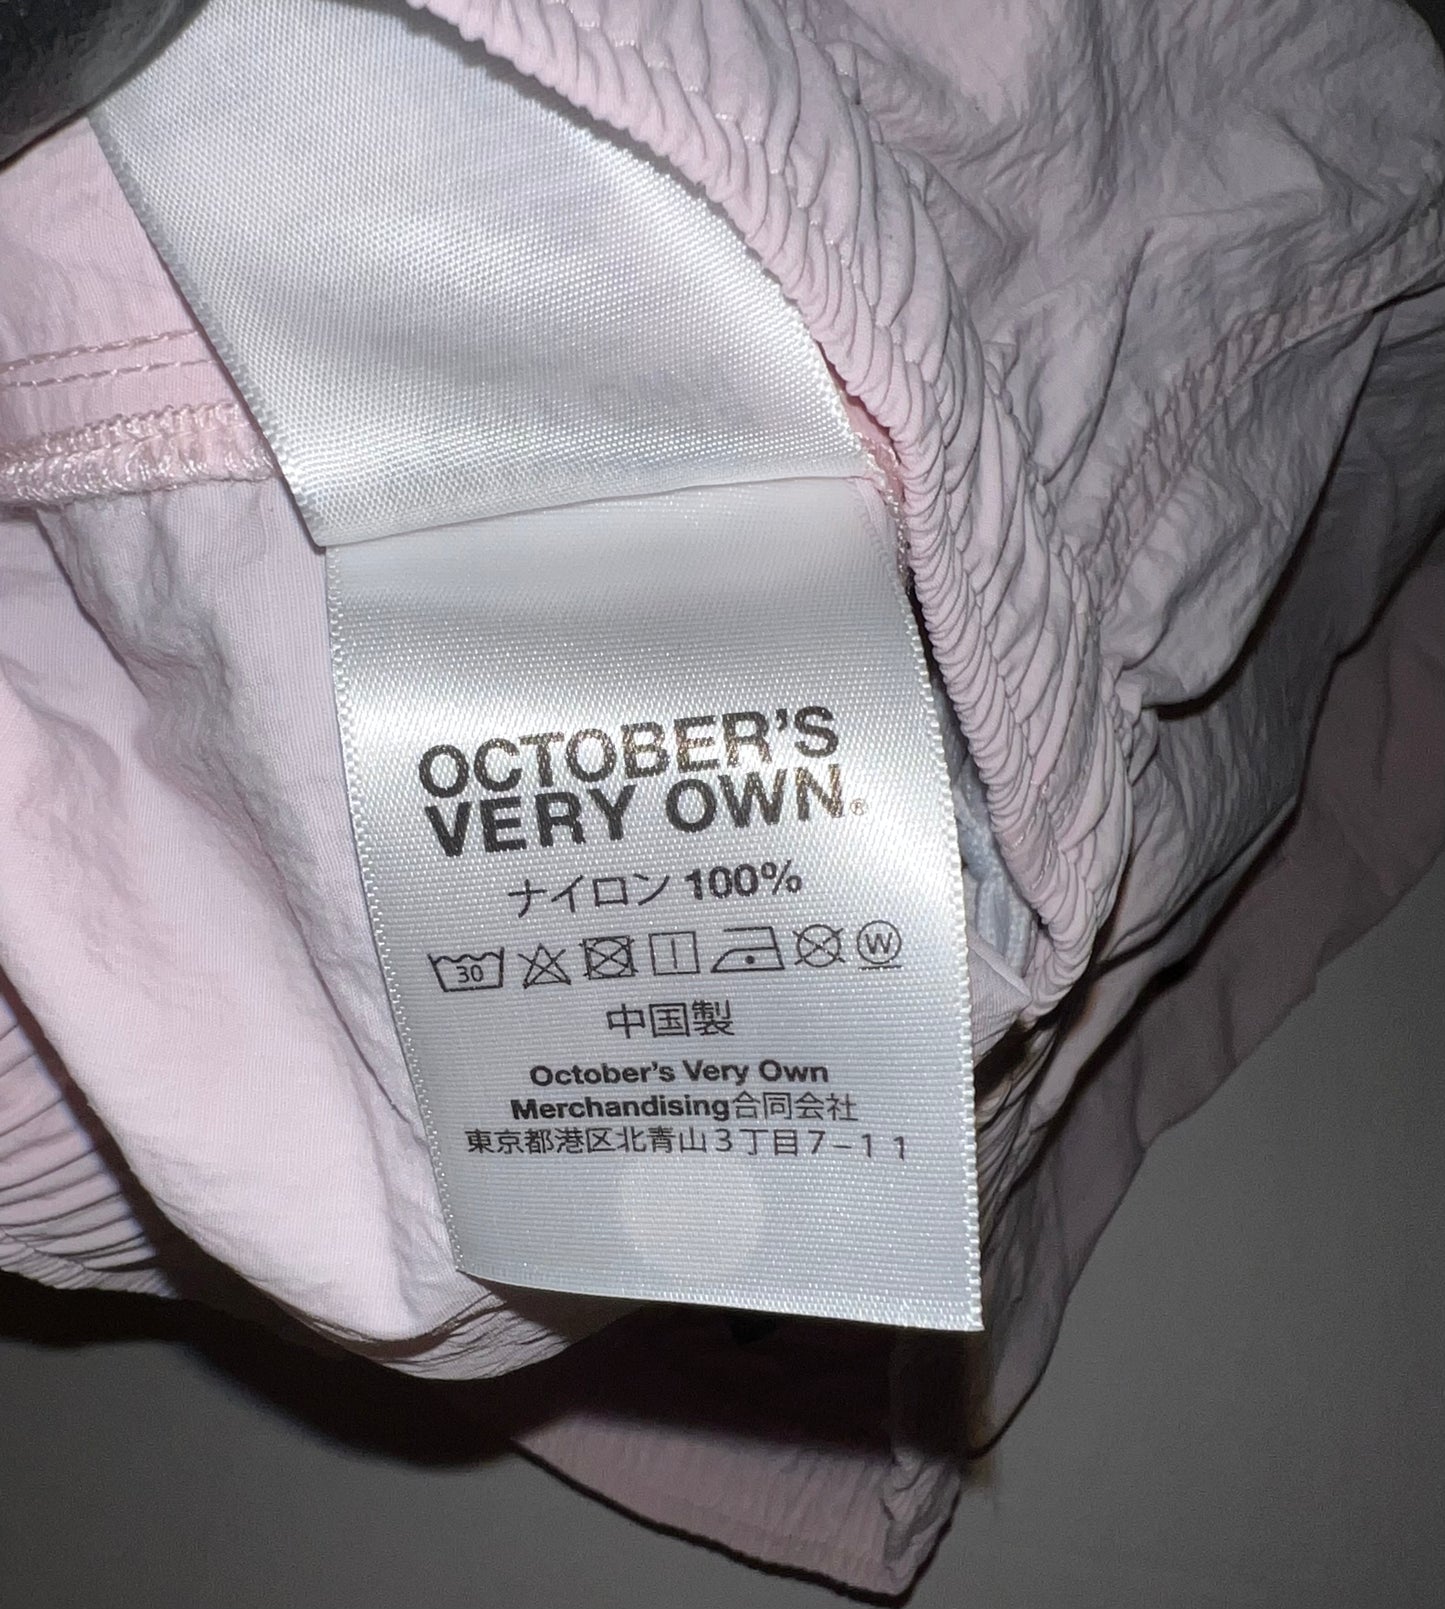 OCTOBER'S
VERY OWN®
ナイロン 100%
30 W
中国製
October's Very Own
Merchandising合同会社
東京都港区北青山3丁目7-11